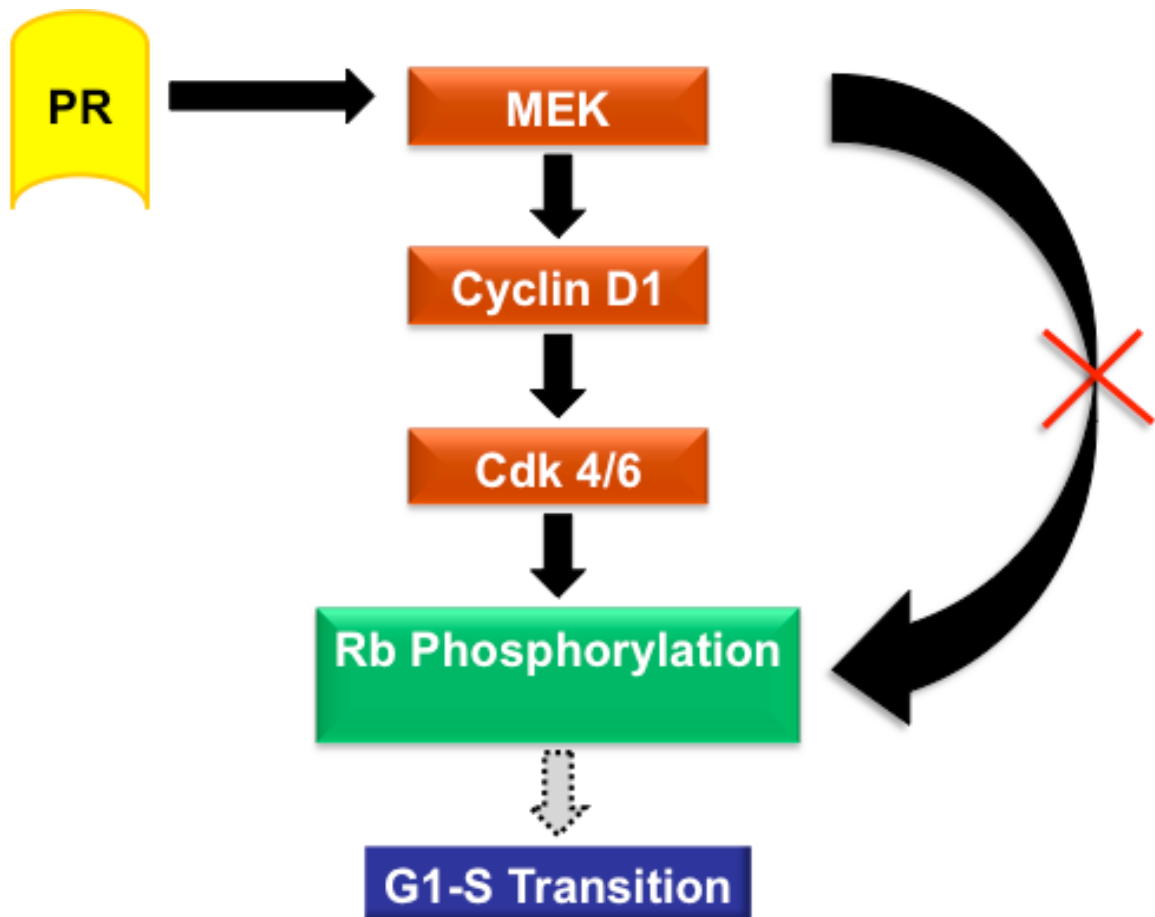 PR
MEK
Cyclin D1
Cdk 4/6
Rb Phosphorylation
G1-S Transition